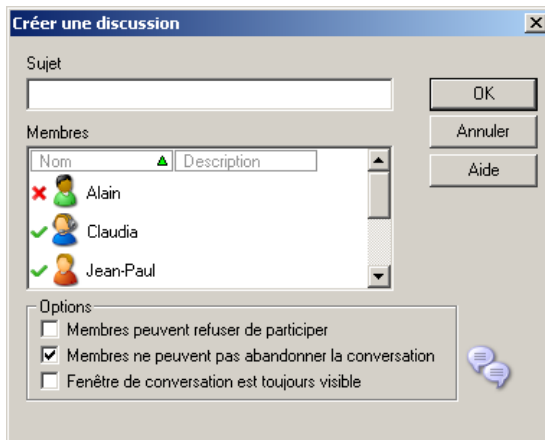 Créer une discussion
Sujet
OK
Membres
Annuler
Nom Description
Aide
Alain
Claudia
Jean-Paul
Options
Membres peuvent refuser de participer
Membres ne peuvent pas abandonner la conversation
Fenêtre de conversation est toujours visible